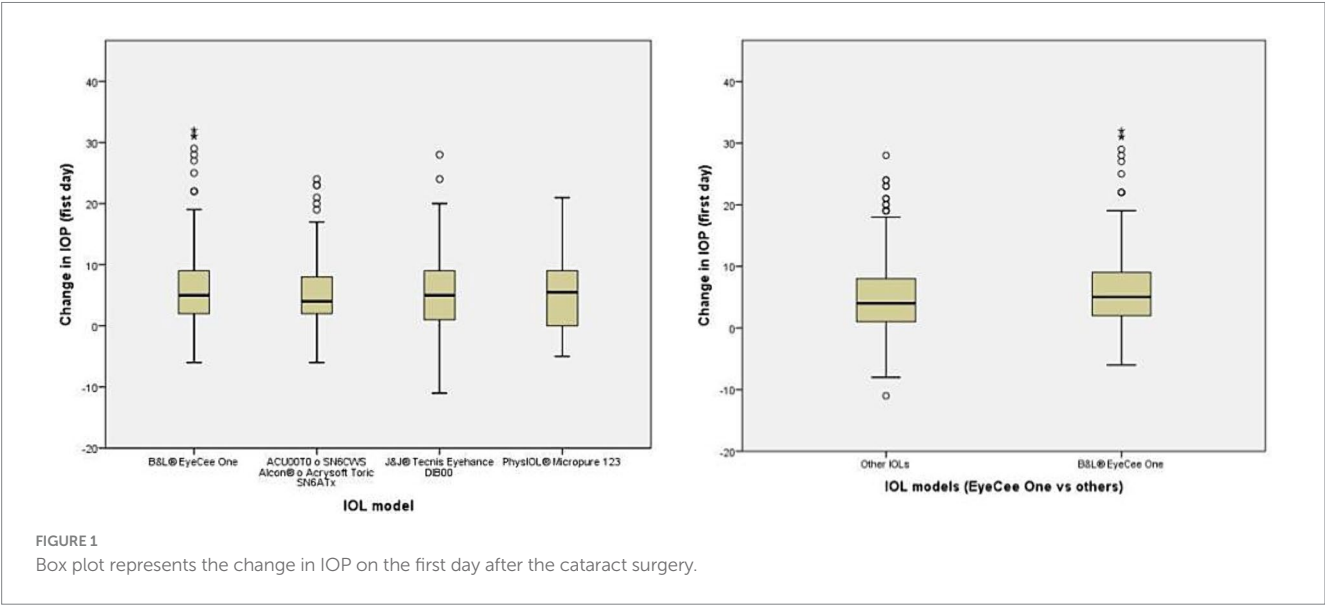 40
30
20
10
0
-10
-20
Change in IOP (fist day)
B&L® EyeCee One
ACU00T0 o SN6CWS
Alcon® o Acrysoft Toric
SN6ATx
J&J® Tecnis Eyehance
DIB00
PhysIOL® Micropure 123
IOL model
40
30
20
10
0
-10
-20
Change in IOP (first day)
Other IOLs
B&L® EyeCee One
IOL models (EyeCee One vs others)
FIGURE 1
Box plot represents the change in IOP on the first day after the cataract surgery.